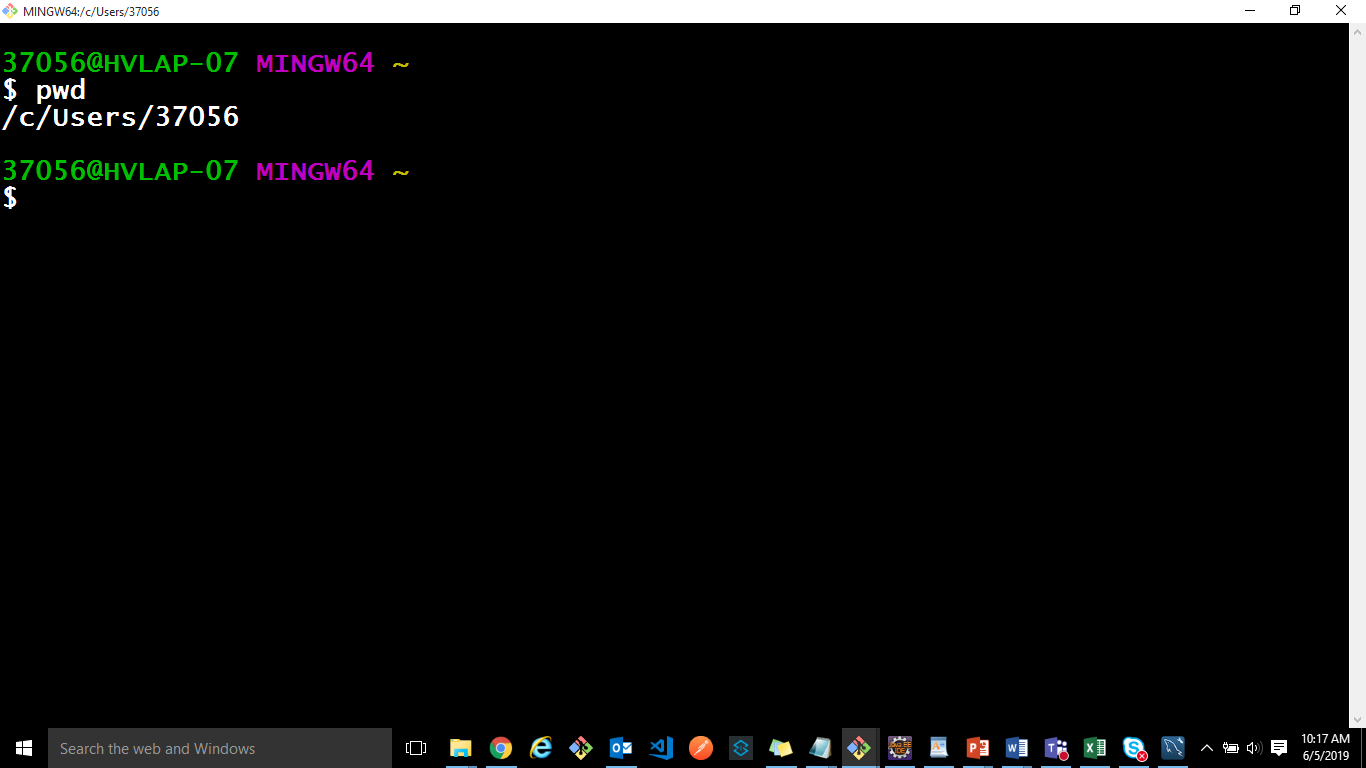 MINGW64:/c/Users/37056
37056@HVLAP-07 MINGW64 ~
$ pwd
/c/Users/37056
37056@HVLAP-07 MINGW64 ~
$
Search the web and Windows
10:17 AM
6/5/2019